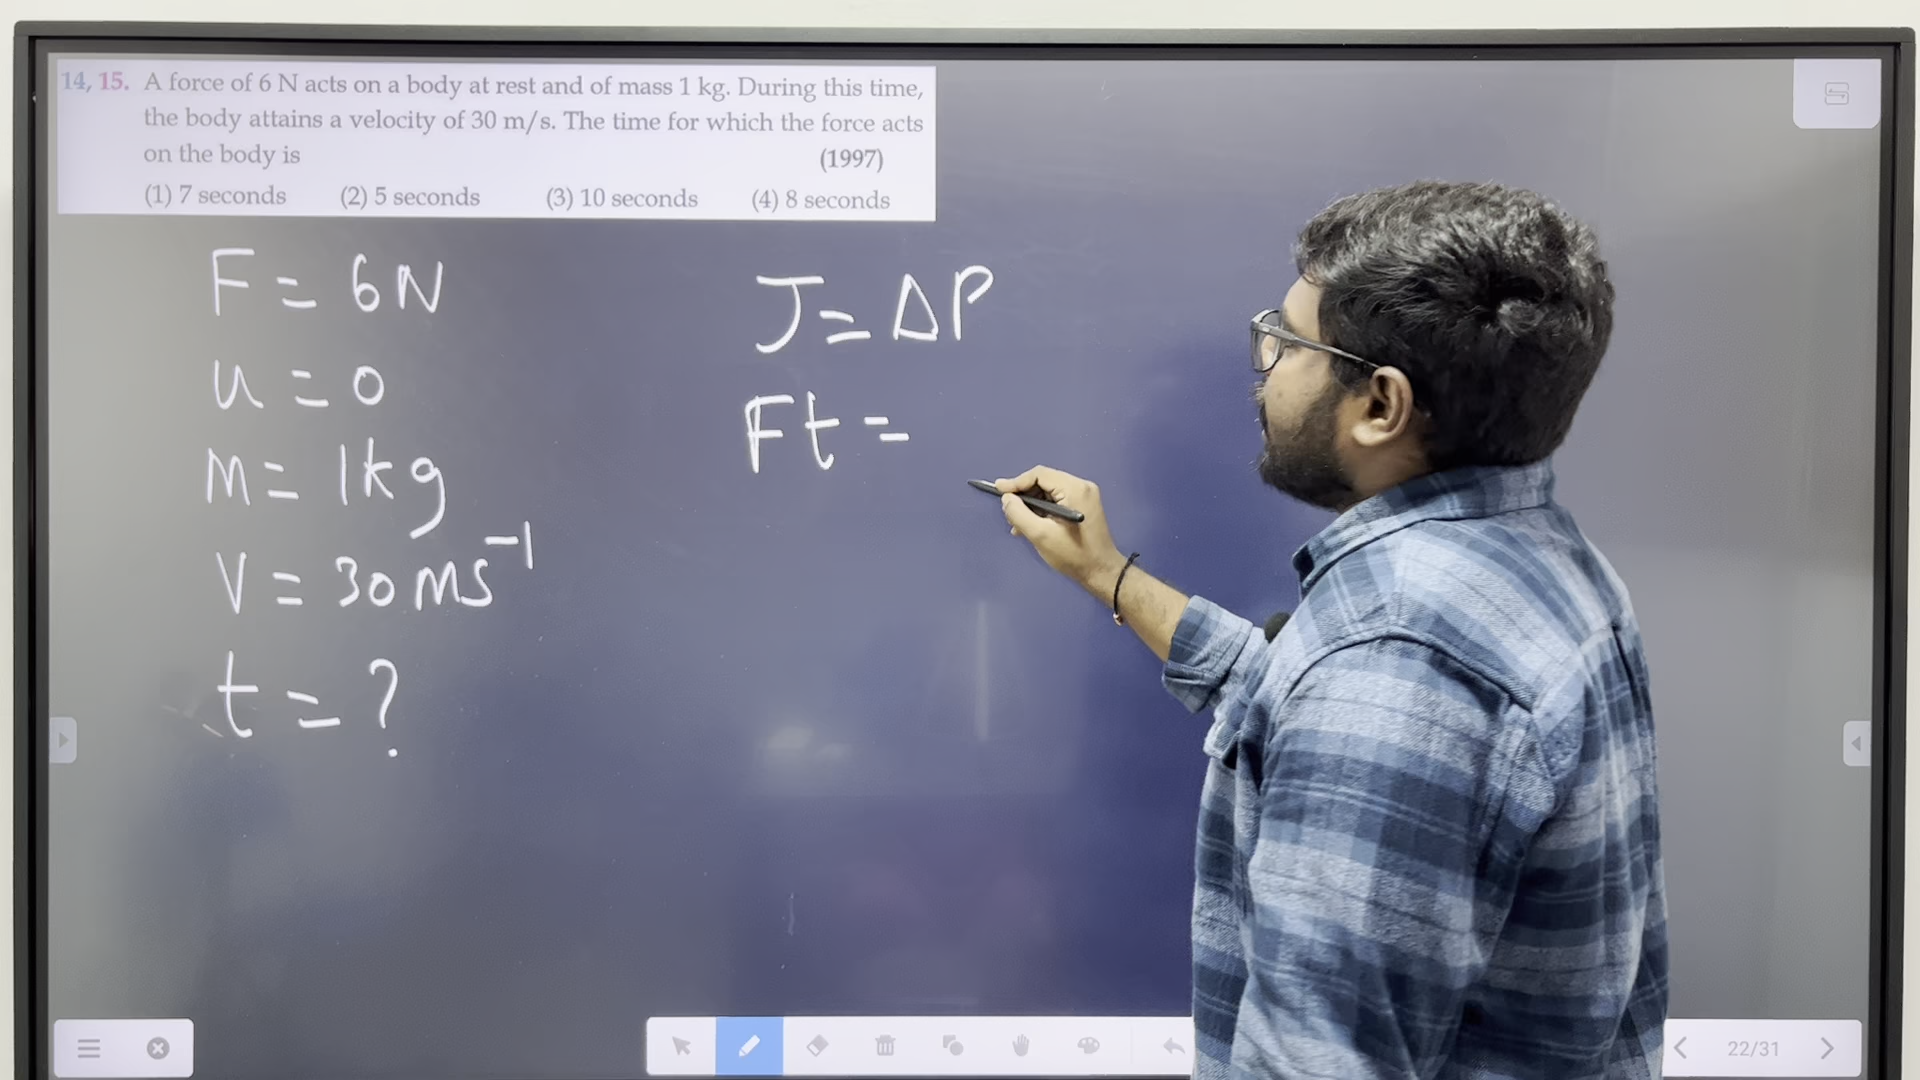 14, 15. A force of 6 N acts on a body at rest and of mass 1 kg. During this time,
the body attains a velocity of 30 m/s. The time for which the force acts
on the body is (1997)
(1) 7 seconds (2) 5 seconds (3) 10 seconds (4) 8 seconds
F = 6N
u = 0
m = 1kg
V = 30 ms⁻¹
t = ?
J = ΔP
Ft =
22/31